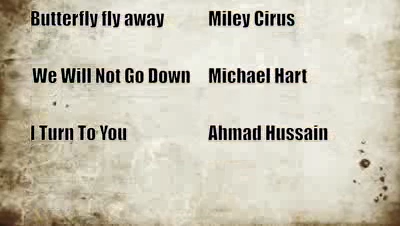 Butterfly fly away Miley Cirus
We Will Not Go Down Michael Hart
I Turn To You Ahmad Hussain